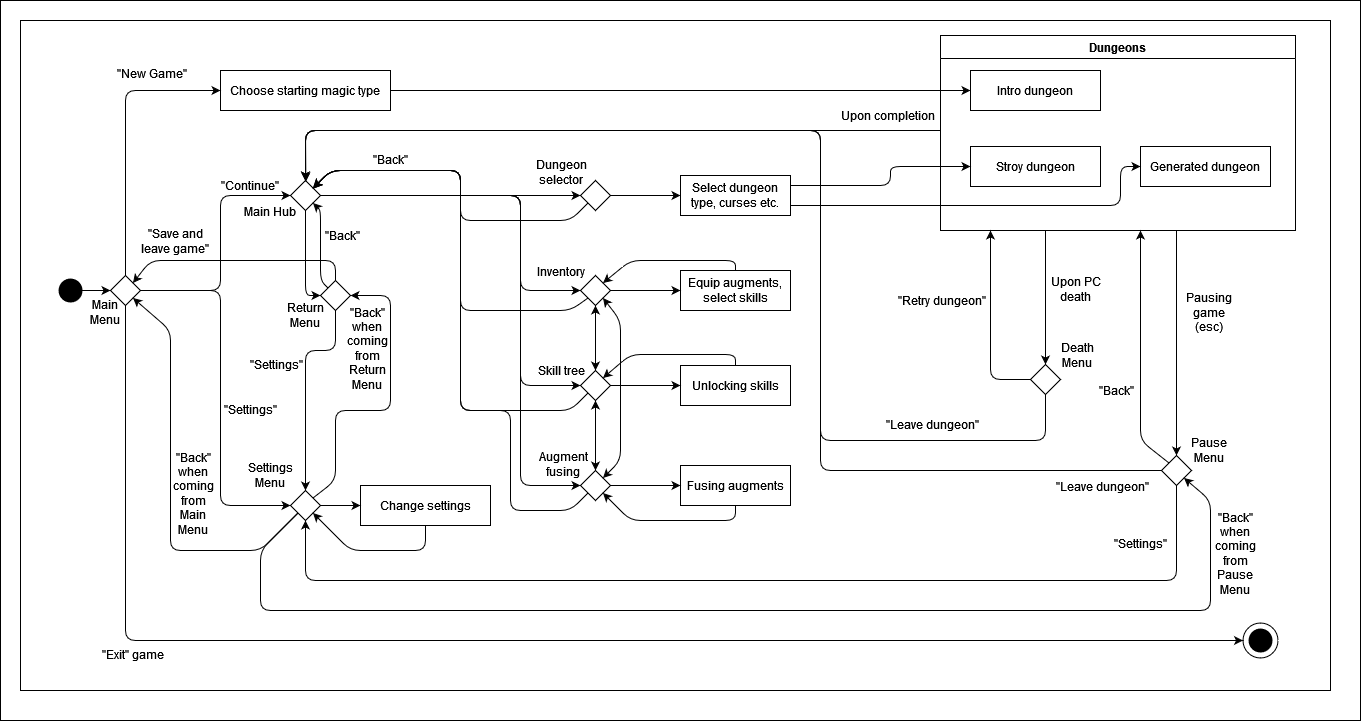 Dungeons
"New Game"
Choose starting magic type
Intro dungeon
Upon completion
"Back"
Dungeon
selector
Stroy dungeon
Generated dungeon
"Continue"
Main Hub
Select dungeon
type, curses etc.
"Save and
leave game"
"Back"
Inventory
Equip augments,
select skills
Main
Menu
Return
Menu
"Back"
when
coming
from
Return
Menu
"Retry dungeon"
Upon PC
death
Pausing
game
(esc)
Death
Menu
"Settings"
Skill tree
Unlocking skills
"Back"
"Settings"
"Leave dungeon"
Pause
Menu
"Back"
when
coming
from
Main
Menu
Settings
Menu
Augment
fusing
Fusing augments
"Leave dungeon"
Change settings
"Settings"
"Back"
when
coming
from
Pause
Menu
"Exit" game